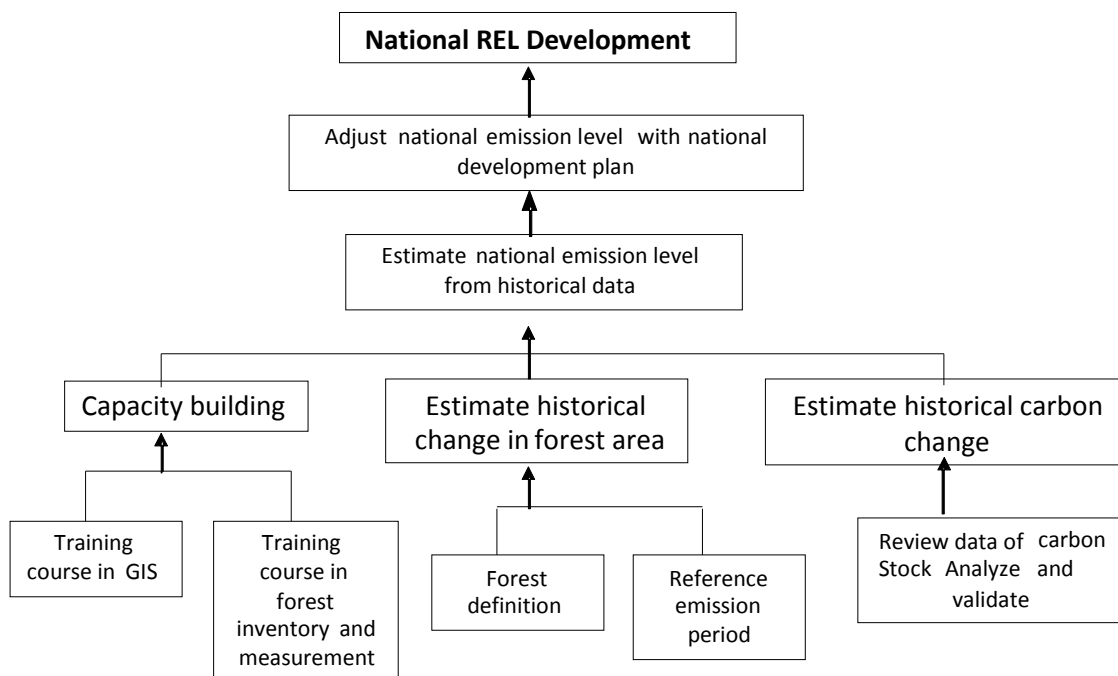 National REL Development
Adjust national emission level with national
development plan
Estimate national emission level
from historical data
Capacity building
Estimate historical
change in forest area
Estimate historical carbon
change
Training
course in GIS
Training
course in
forest
inventory and
measurement
Forest
definition
Reference
emission
period
Review data of carbon
Stock Analyze and
validate